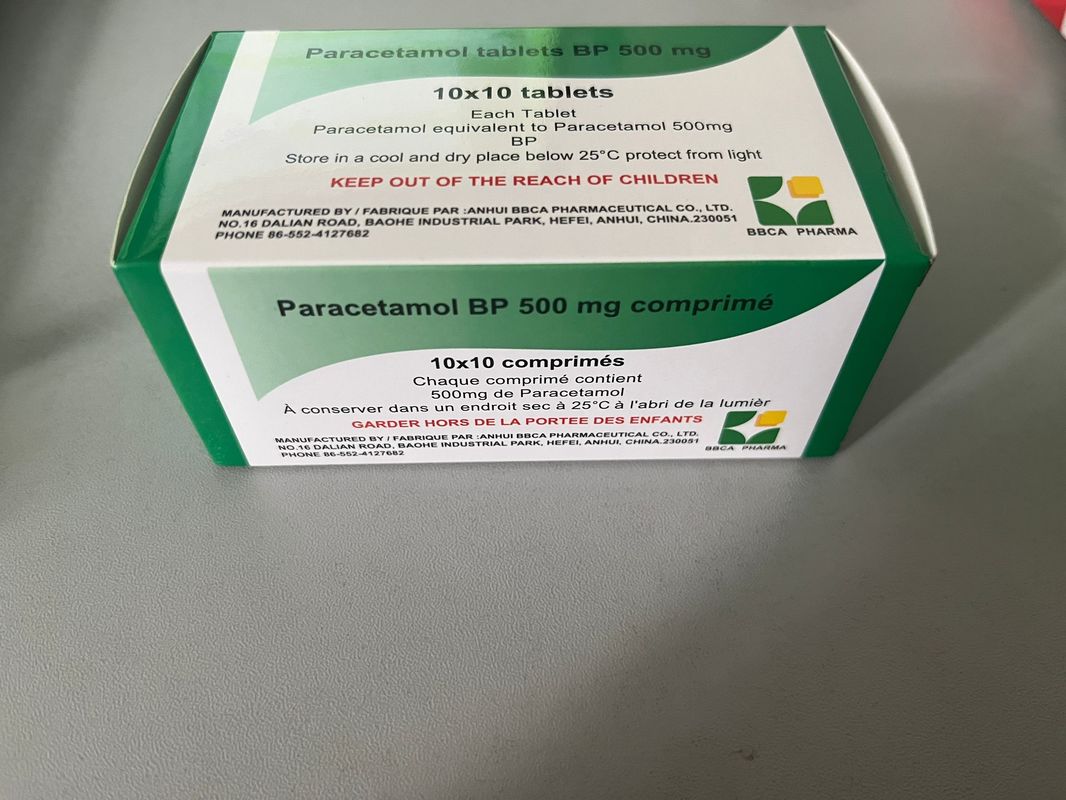 Paracetamol tablets BP 500 mg
10x10 tablets
Each Tablet
Paracetamol equivalent to Paracetamol 500mg
BP
Store in a cool and dry place below 25°C protect from light
KEEP OUT OF THE REACH OF CHILDREN
MANUFACTURED BY / FABRIQUE PAR :ANHUI BBCA PHARMACEUTICAL CO., LTD.
NO.16 DALIAN ROAD, BAOHE INDUSTRIAL PARK, HEFEI, ANHUI, CHINA.230051
PHONE 86-552-4127682
BBCA PHARMA
Paracetamol BP 500 mg comprimé
10x10 comprimés
Chaque comprimé contient
500mg de Paracetamol
À conserver dans un endroit sec à 25°C à l'abri de la lumièr
GARDER HORS DE LA PORTEE DES ENFANTS
MANUFACTURED BY / FABRIQUE PAR :ANHUI BBCA PHARMACEUTICAL CO., LTD.
NO.16 DALIAN ROAD, BAOHE INDUSTRIAL PARK, HEFEI, ANHUI, CHINA.230051
PHONE 86-552-4127682
BBCA PHARMA